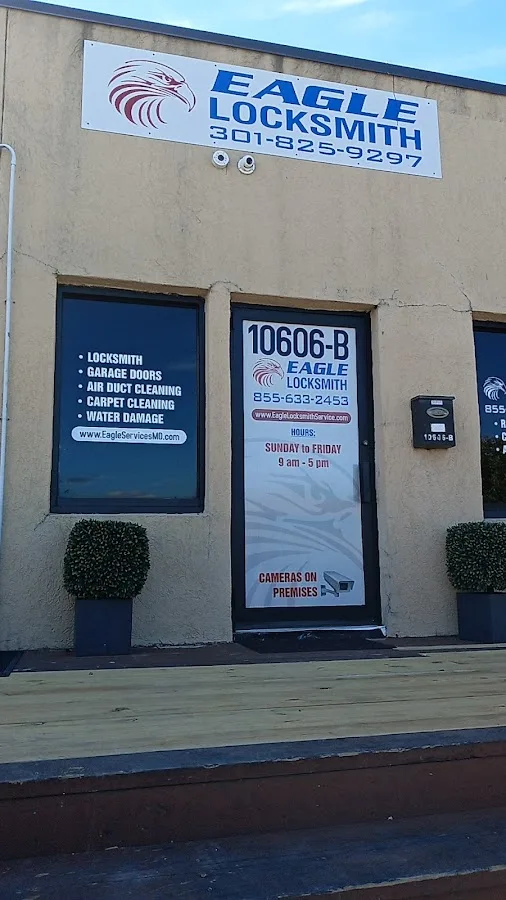 EAGLE
LOCKSMITH
301-825-9297
• LOCKSMITH
• GARAGE DOORS
• AIR DUCT CLEANING
• CARPET CLEANING
• WATER DAMAGE
www.EagleServicesMD.com
10606-B
EAGLE
LOCKSMITH
855-633-2453
www.EagleLocksmithService.com
HOURS:
SUNDAY to FRIDAY
9 am - 5 pm
CAMERAS ON
PREMISES
10606-B
855